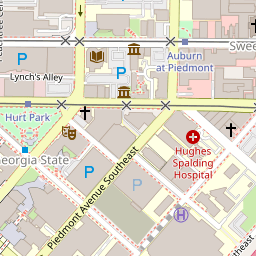 Auburn
at Piedmont
Lynch's Alley
P
Hurt Park
Georgia State
Hughes
Spalding
Hospital
P
P
Piedmont Avenue Southeast
H